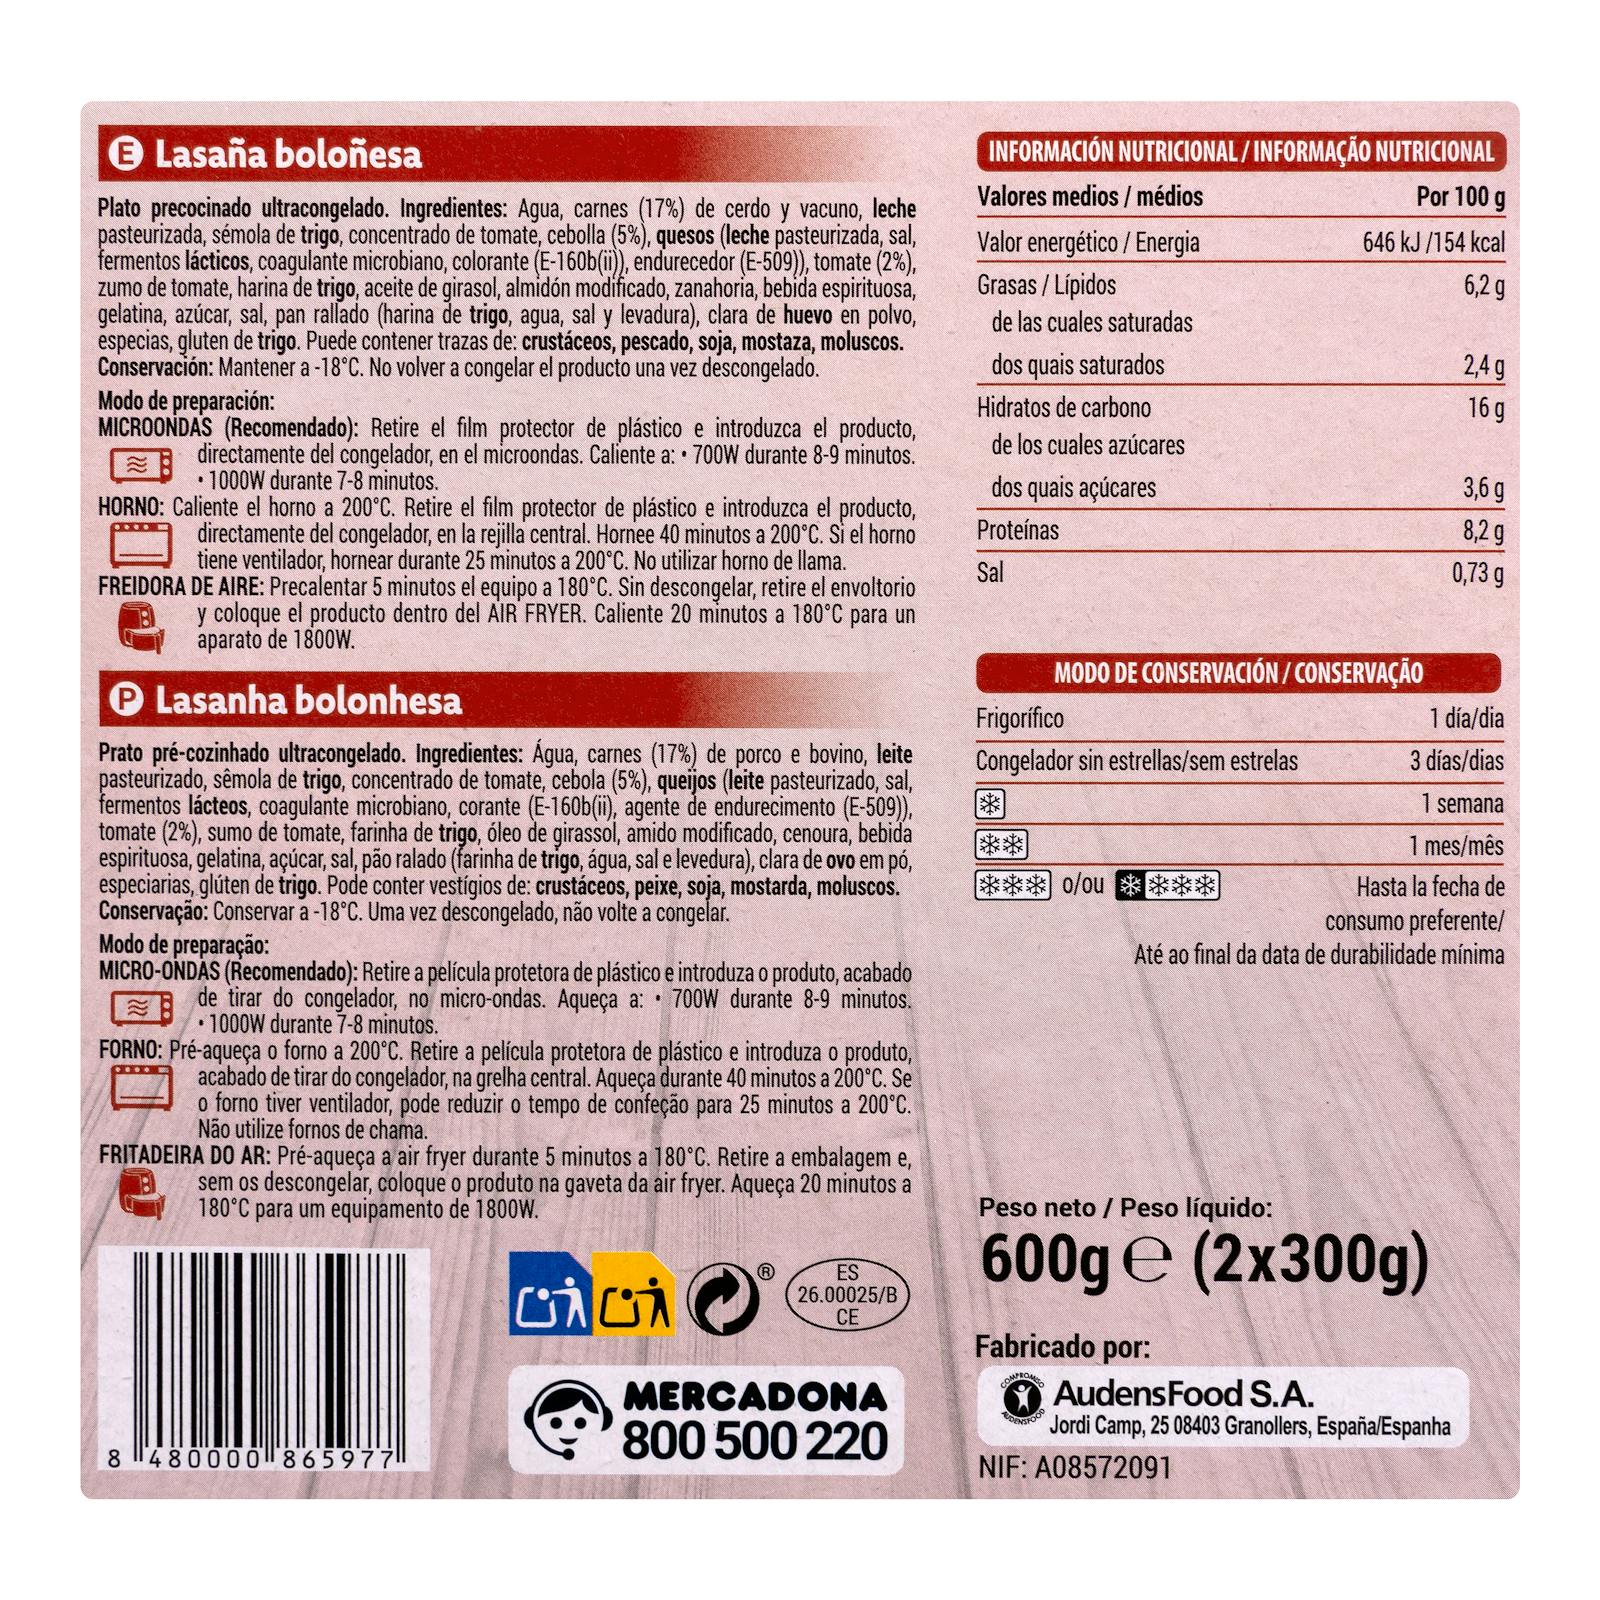 E Lasaña boloñesa
Plato precocinado ultracongelado. Ingredientes: Agua, carnes (17%) de cerdo y vacuno, leche
pasteurizada, sémola de trigo, concentrado de tomate, cebolla (5%), quesos (leche pasteurizada, sal,
fermentos lácticos, coagulante microbiano, colorante (E-160b(ii)), endurecedor (E-509)), tomate (2%),
zumo de tomate, harina de trigo, aceite de girasol, almidón modificado, zanahoria, bebida espirituosa,
gelatina, azúcar, sal, pan rallado (harina de trigo, agua, sal y levadura), clara de huevo en polvo,
especias, gluten de trigo. Puede contener trazas de: crustáceos, pescado, soja, mostaza, moluscos.
Conservación: Mantener a -18°C. No volver a congelar el producto una vez descongelado.
Modo de preparación:
MICROONDAS (Recomendado): Retire el film protector de plástico e introduzca el producto,
directamente del congelador, en el microondas. Caliente a: • 700W durante 8-9 minutos.
• 1000W durante 7-8 minutos.
HORNO: Caliente el horno a 200°C. Retire el film protector de plástico e introduzca el producto,
directamente del congelador, en la rejilla central. Hornee 40 minutos a 200°C. Si el horno
tiene ventilador, hornear durante 25 minutos a 200°C. No utilizar horno de llama.
FREIDORA DE AIRE: Precalentar 5 minutos el equipo a 180°C. Sin descongelar, retire el envoltorio
y coloque el producto dentro del AIR FRYER. Caliente 20 minutos a 180°C para un
aparato de 1800W.
P Lasanha bolonhesa
Prato pré-cozinhado ultracongelado. Ingredientes: Água, carnes (17%) de porco e bovino, leite
pasteurizado, sêmola de trigo, concentrado de tomate, cebola (5%), queijos (leite pasteurizado, sal,
fermentos lácteos, coagulante microbiano, corante (E-160b(ii), agente de endurecimento (E-509)),
tomate (2%), sumo de tomate, farinha de trigo, óleo de girassol, amido modificado, cenoura, bebida
espirituosa, gelatina, açúcar, sal, pão ralado (farinha de trigo, água, sal e levedura), clara de ovo em pó,
especiarias, glúten de trigo. Pode conter vestígios de: crustáceos, peixe, soja, mostarda, moluscos.
Conservação: Conservar a -18°C. Uma vez descongelado, não volte a congelar.
Modo de preparação:
MICRO-ONDAS (Recomendado): Retire a película protetora de plástico e introduza o produto, acabado
de tirar do congelador, no micro-ondas. Aqueça a: • 700W durante 8-9 minutos.
• 1000W durante 7-8 minutos.
FORNO: Pré-aqueça o forno a 200°C. Retire a película protetora de plástico e introduza o produto,
acabado de tirar do congelador, na grelha central. Aqueça durante 40 minutos a 200°C. Se
o forno tiver ventilador, pode reduzir o tempo de confeção para 25 minutos a 200°C.
Não utilize fornos de chama.
FRITADEIRA DO AR: Pré-aqueça a air fryer durante 5 minutos a 180°C. Retire a embalagem e,
sem os descongelar, coloque o produto na gaveta da air fryer. Aqueça 20 minutos a
180°C para um equipamento de 1800W.
8 480000 865977
®
ES
26.00025/B
CE
MERCADONA
800 500 220
INFORMACIÓN NUTRICIONAL / INFORMAÇÃO NUTRICIONAL
Valores medios / médios Por 100 g
Valor energético / Energia 646 kJ /154 kcal
Grasas / Lípidos 6,2 g
de las cuales saturadas
dos quais saturados 2,4 g
Hidratos de carbono 16 g
de los cuales azúcares
dos quais açúcares 3,6 g
Proteínas 8,2 g
Sal 0,73 g
MODO DE CONSERVACIÓN / CONSERVAÇÃO
Frigorífico 1 día/dia
Congelador sin estrellas/sem estrelas 3 días/dias
1 semana
1 mes/mês
o/ou Hasta la fecha de
consumo preferente/
Até ao final da data de durabilidade mínima
Peso neto / Peso líquido:
600g ℮ (2x300g)
Fabricado por:
COMPROMISO
AUDENSFOOD
AudensFood S.A.
Jordi Camp, 25 08403 Granollers, España/Espanha
NIF: A08572091